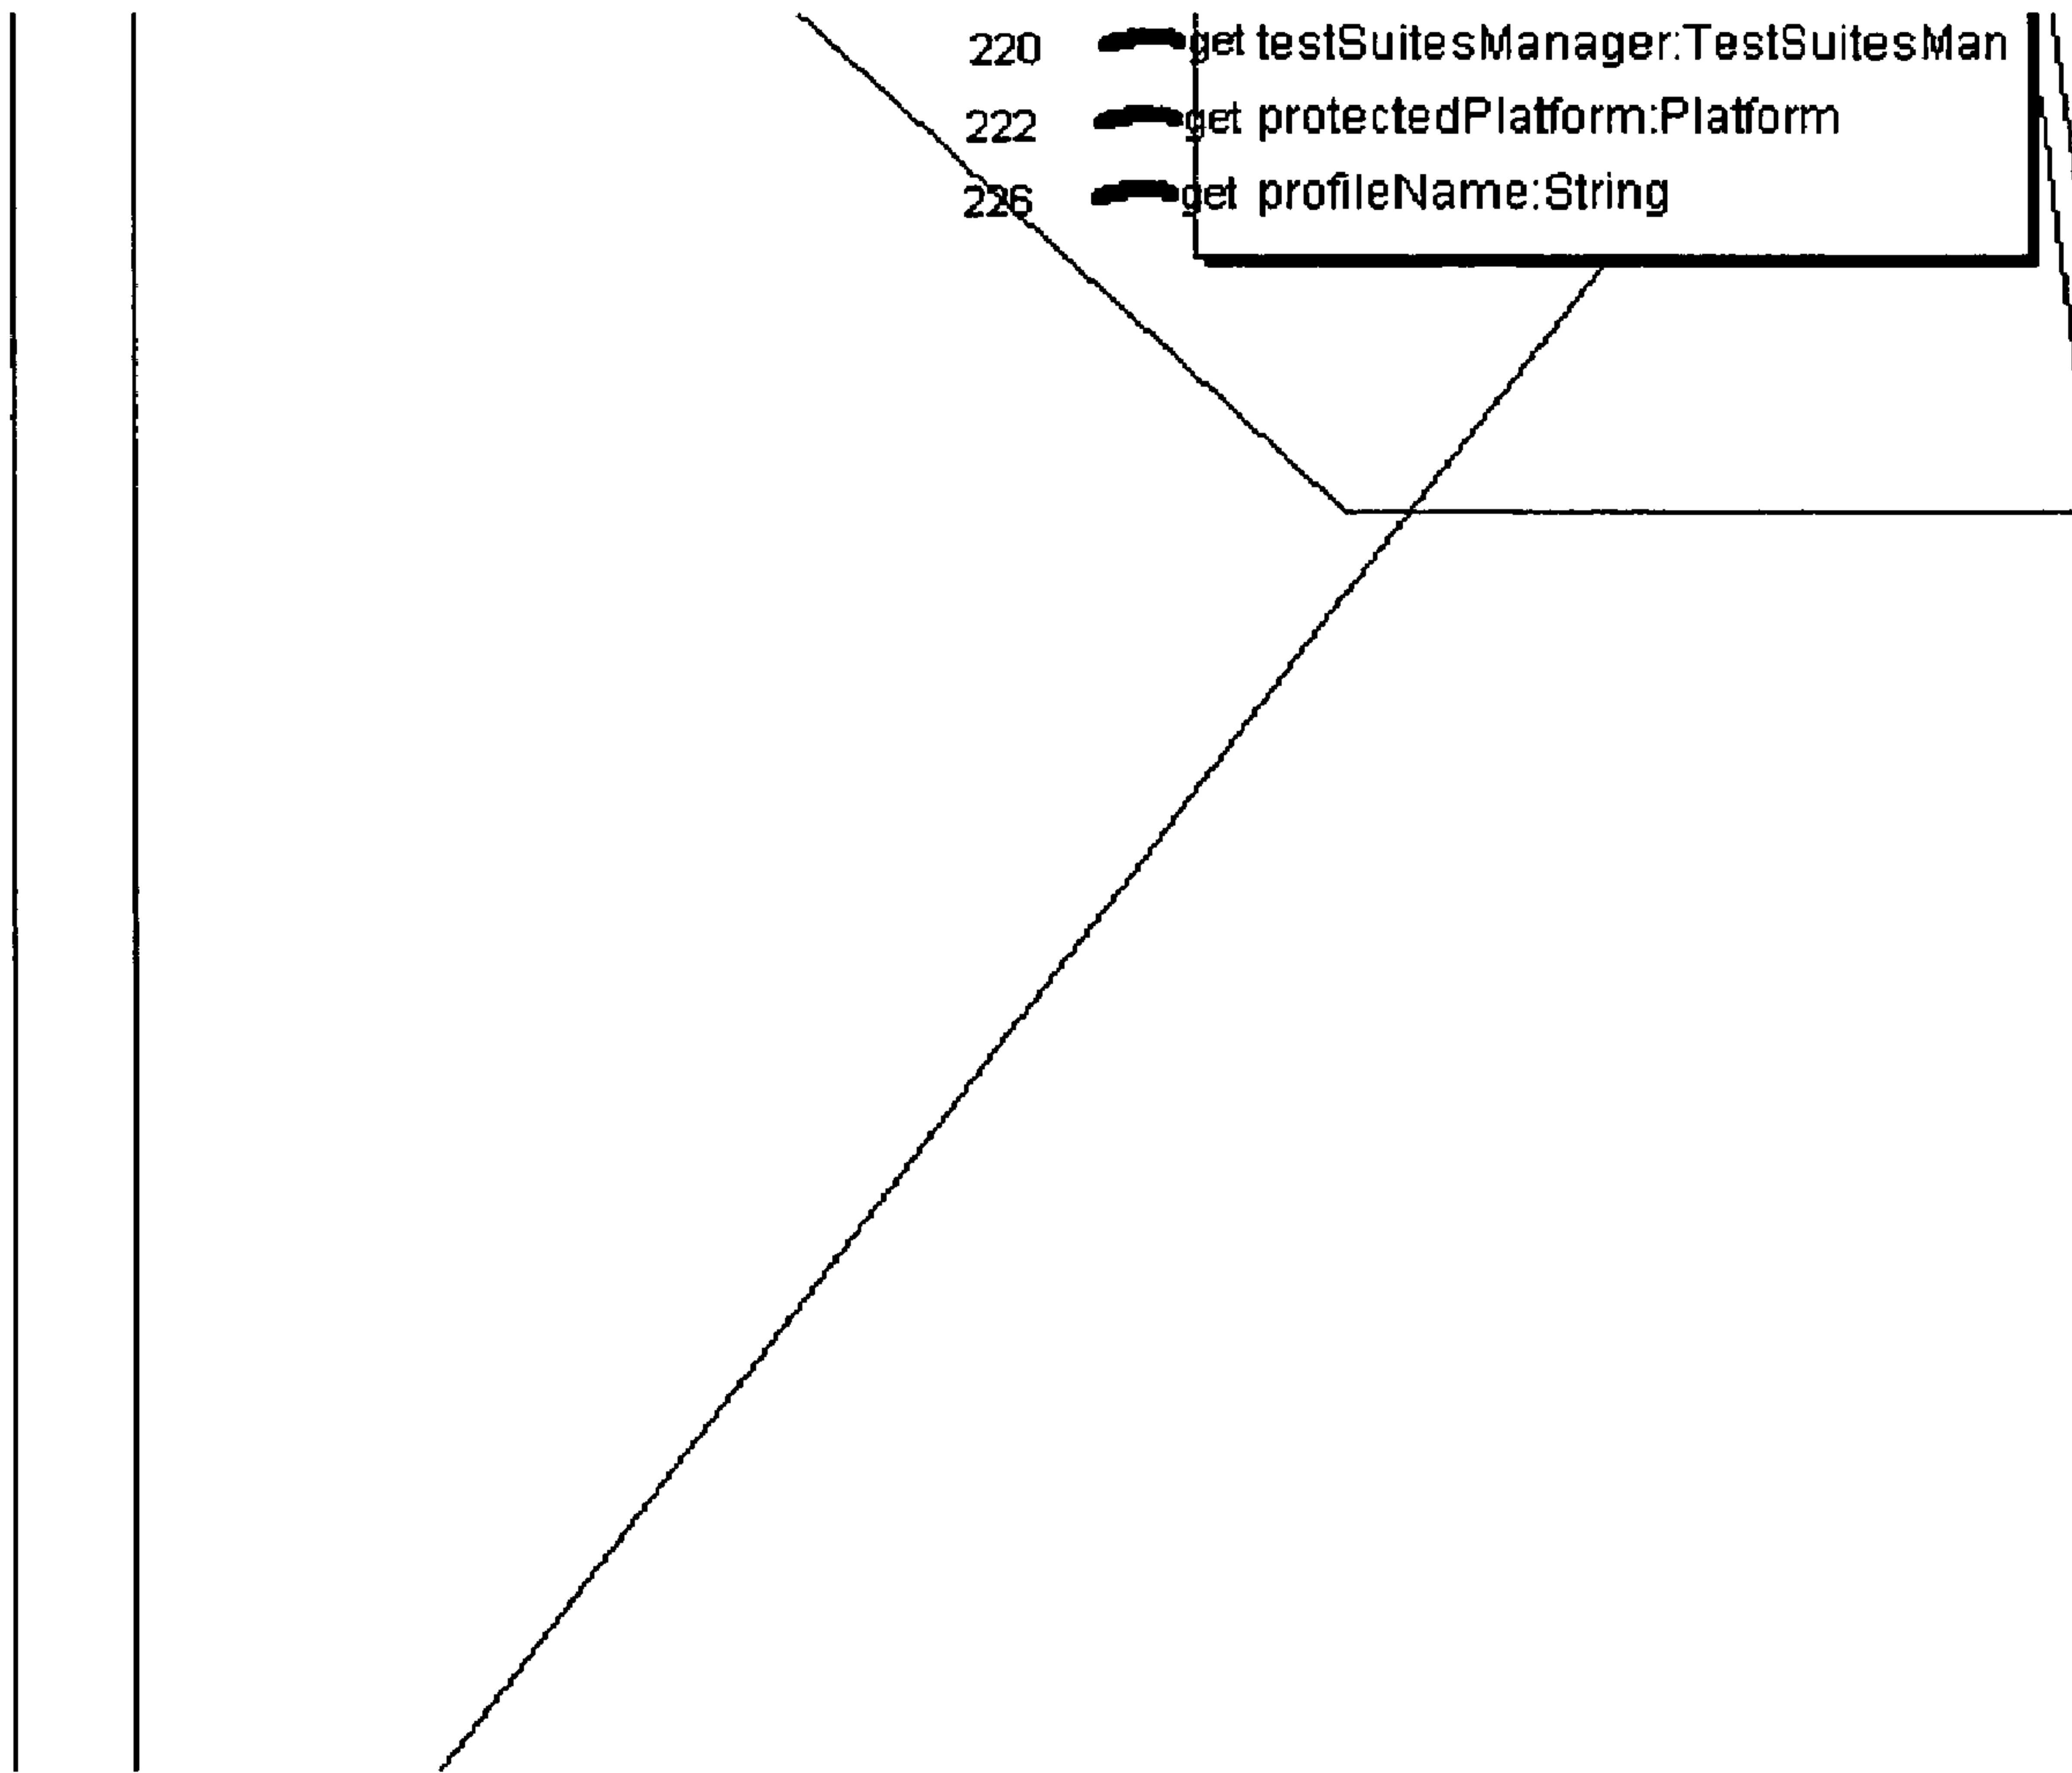 220 get testSuitesManager:TestSuitesMan
222 get protectedPlatform:Platform
226 get profileName:String